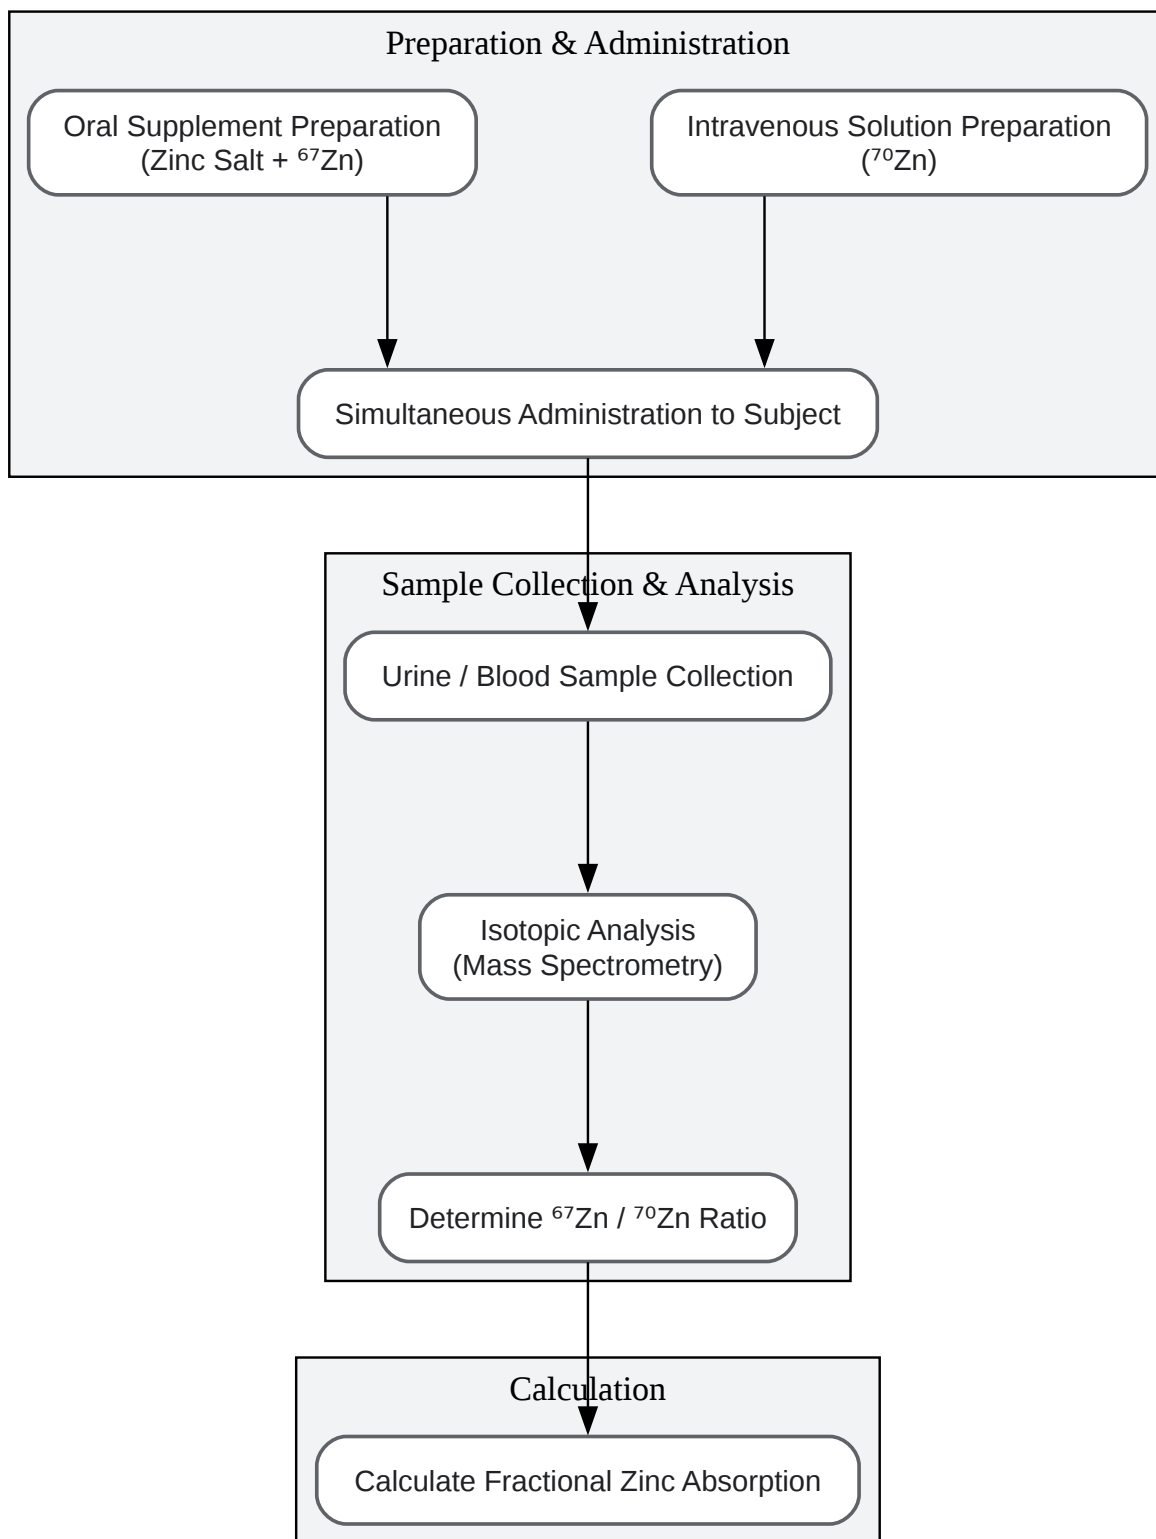 Preparation & Administration
Oral Supplement Preparation
(Zinc Salt + ⁶⁷Zn)
Intravenous Solution Preparation
(⁷⁰Zn)
Simultaneous Administration to Subject
Sample Collection & Analysis
Urine / Blood Sample Collection
Isotopic Analysis
(Mass Spectrometry)
Determine ⁶⁷Zn / ⁷⁰Zn Ratio
Calculation
Calculate Fractional Zinc Absorption